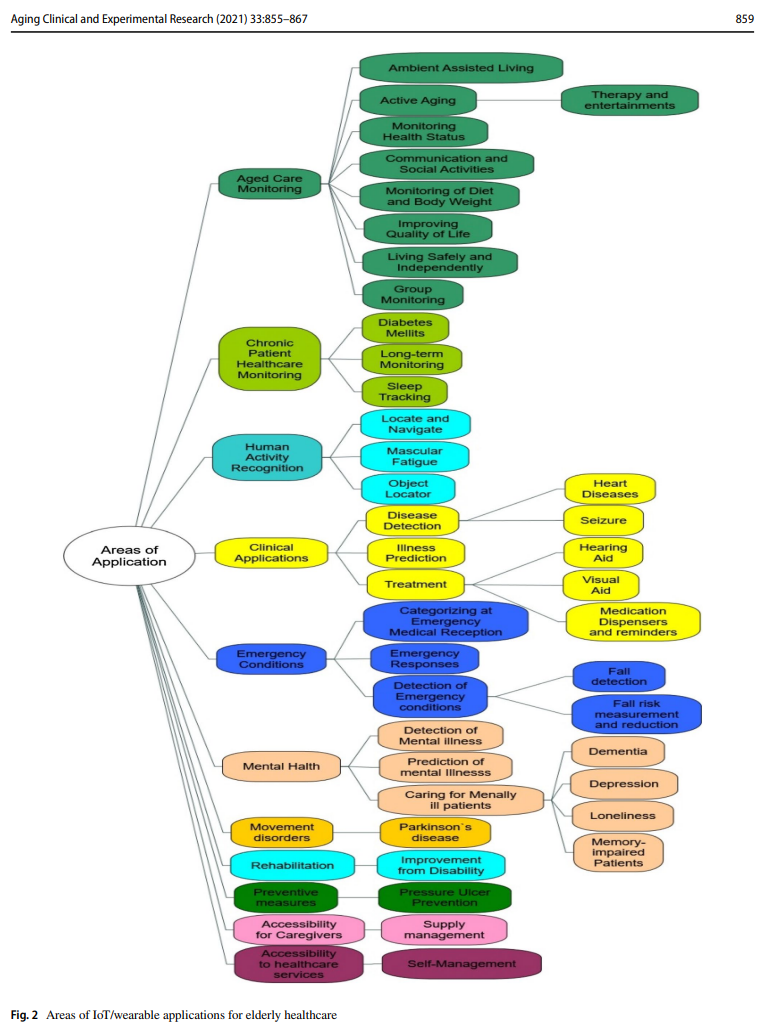 Aging Clinical and Experimental Research (2021) 33:855–867
859
Ambient Assisted Living
Active Aging
Therapy and
entertainments
Monitoring
Health Status
Communication and
Social Activities
Aged Care
Monitoring
Monitoring of Diet
and Body Weight
Improving
Quality of Life
Living Safely and
Independently
Group
Monitoring
Chronic
Patient
Healthcare
Monitoring
Diabetes
Mellits
Long-term
Monitoring
Sleep
Tracking
Human
Activity
Recognition
Locate and
Navigate
Mascular
Fatigue
Object
Locator
Areas of
Application
Clinical
Applications
Disease
Detection
Heart
Diseases
Seizure
Illness
Prediction
Treatment
Hearing
Aid
Visual
Aid
Medication
Dispensers
and reminders
Emergency
Conditions
Categorizing at
Emergency
Medical Reception
Emergency
Responses
Detection of
Emergency
conditions
Fall
detection
Fall risk
measurement
and reduction
Mental Halth
Detection of
Mental illness
Prediction of
mental Illnesss
Caring for Menally
ill patients
Dementia
Depression
Loneliness
Memory-
impaired
Patients
Movement
disorders
Parkinson`s
disease
Rehabilitation
Improvement
from Disability
Preventive
measures
Pressure Ulcer
Prevention
Accessibility
for Caregivers
Supply
management
Accessibility
to healthcare
services
Self-Management
Fig. 2 Areas of IoT/wearable applications for elderly healthcare